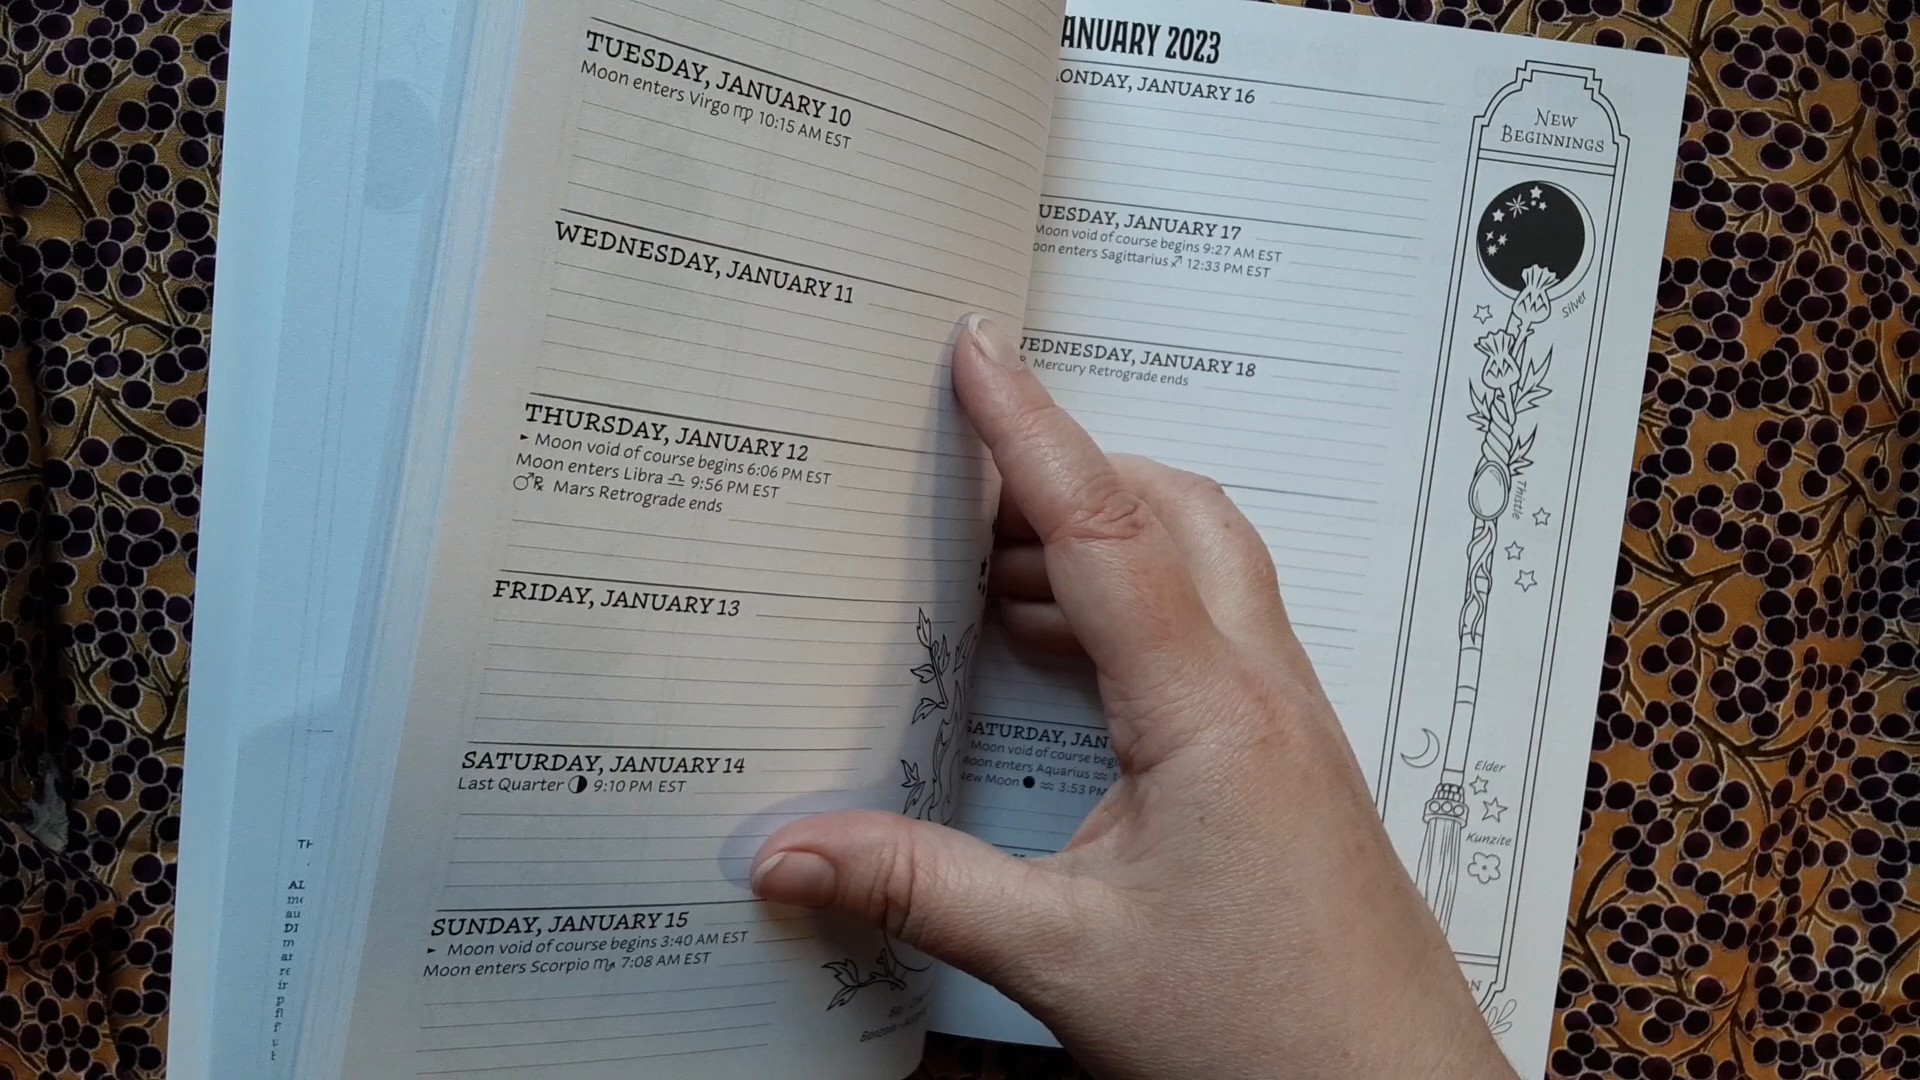 TUESDAY, JANUARY 10
Moon enters Virgo ♍ 10:15 AM EST
WEDNESDAY, JANUARY 11
THURSDAY, JANUARY 12
► Moon void of course begins 6:06 PM EST
Moon enters Libra ♎ 9:56 PM EST
♂℞ Mars Retrograde ends
FRIDAY, JANUARY 13
SATURDAY, JANUARY 14
Last Quarter ◑ 9:10 PM EST
SUNDAY, JANUARY 15
► Moon void of course begins 3:40 AM EST
Moon enters Scorpio ♏ 7:08 AM EST
ANUARY 2023
ONDAY, JANUARY 16
UESDAY, JANUARY 17
Moon void of course begins 9:27 AM EST
oon enters Sagittarius ♐ 12:33 PM EST
WEDNESDAY, JANUARY 18
Mercury Retrograde ends
SATURDAY, JAN
Moon void of course begi
Moon enters Aquarius ♒ 1
New Moon ● ♒ 3:53 PM
NEW
BEGINNINGS
Silver
Thistle
Elder
Kunzite